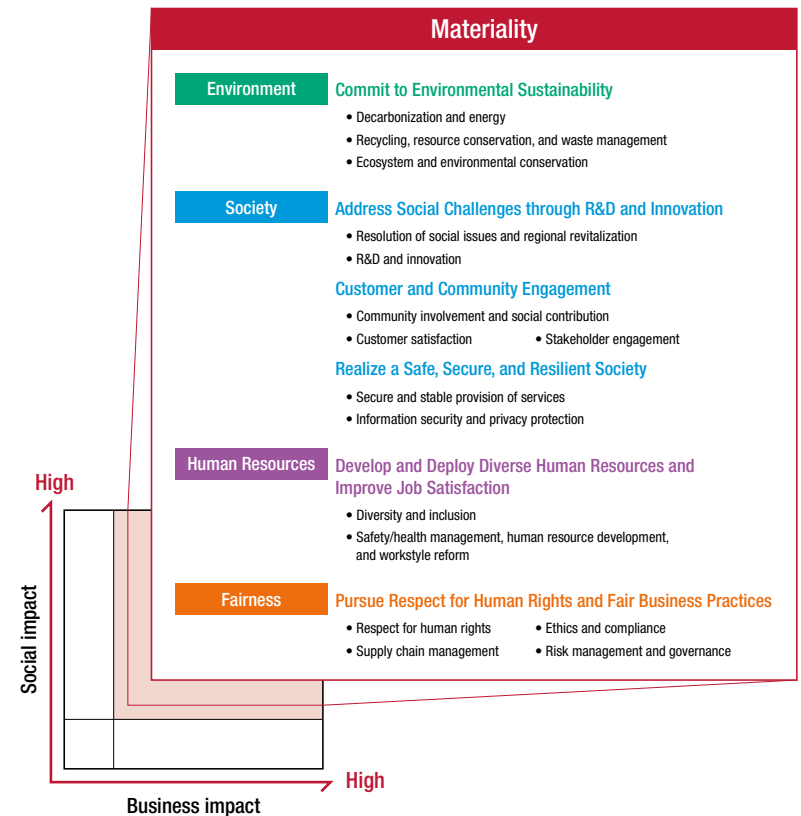 Materiality
Environment
Commit to Environmental Sustainability
• Decarbonization and energy
• Recycling, resource conservation, and waste management
• Ecosystem and environmental conservation
Society
Address Social Challenges through R&D and Innovation
• Resolution of social issues and regional revitalization
• R&D and innovation
Customer and Community Engagement
• Community involvement and social contribution
• Customer satisfaction • Stakeholder engagement
Realize a Safe, Secure, and Resilient Society
• Secure and stable provision of services
• Information security and privacy protection
Human Resources
Develop and Deploy Diverse Human Resources and
Improve Job Satisfaction
• Diversity and inclusion
• Safety/health management, human resource development,
and workstyle reform
Fairness
Pursue Respect for Human Rights and Fair Business Practices
• Respect for human rights • Ethics and compliance
• Supply chain management • Risk management and governance
High
Social impact
High
Business impact